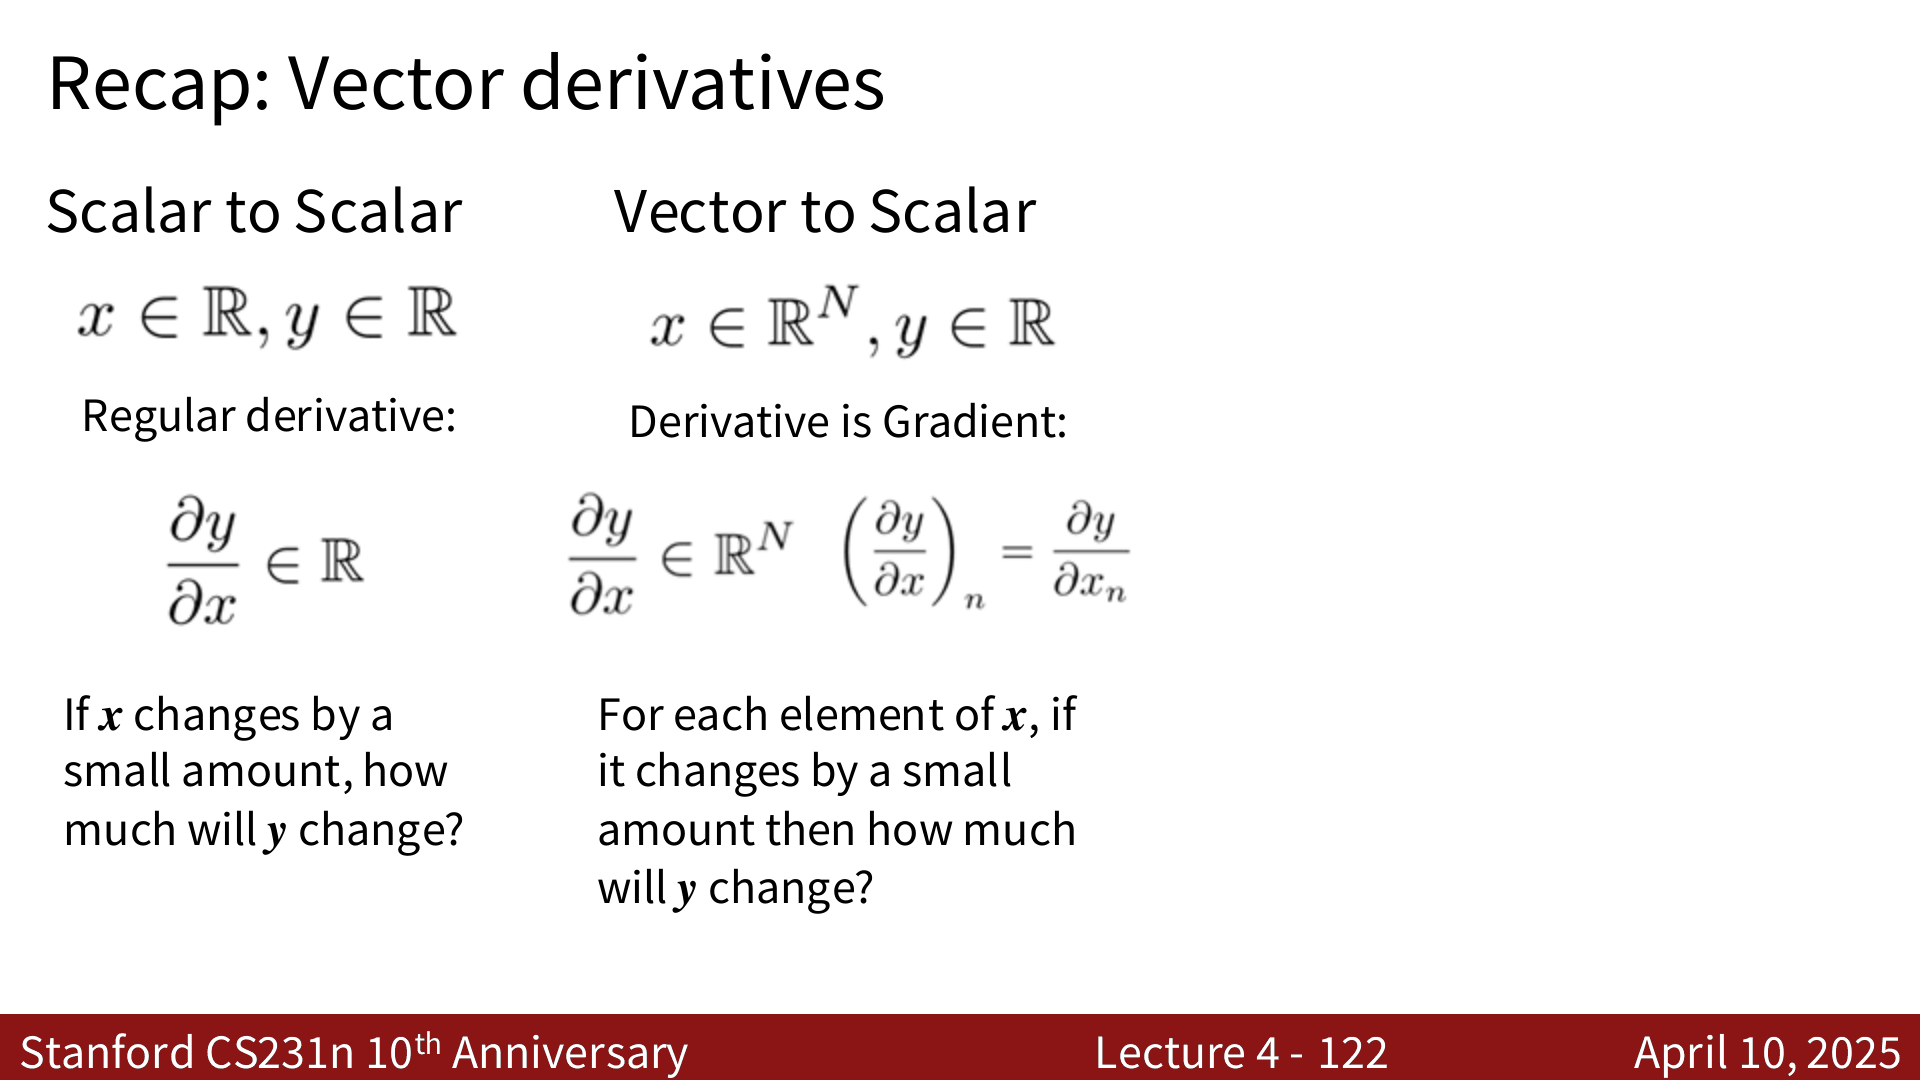 Recap: Vector derivatives
Scalar to Scalar
x ∈ ℝ, y ∈ ℝ
Regular derivative:
∂y/∂x ∈ ℝ
If x changes by a
small amount, how
much will y change?
Vector to Scalar
x ∈ ℝ^N, y ∈ ℝ
Derivative is Gradient:
∂y/∂x ∈ ℝ^N (∂y/∂x)_n = ∂y/∂x_n
For each element of x, if
it changes by a small
amount then how much
will y change?
Stanford CS231n 10th Anniversary
Lecture 4 - 122
April 10, 2025